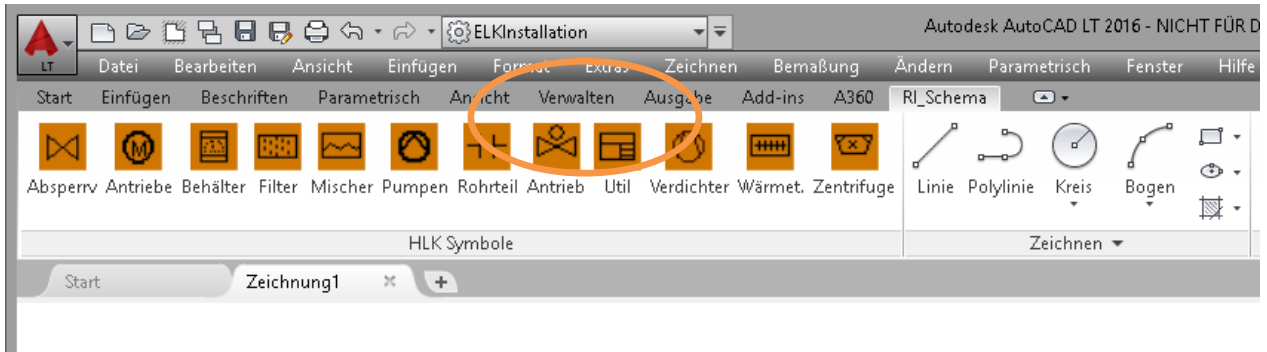 ELKInstallation Autodesk AutoCAD LT 2016 - NICHT FÜR D
LT Datei Bearbeiten Ansicht Einfügen Format Extras Zeichnen Bemaßung Ändern Parametrisch Fenster Hilfe
Start Einfügen Beschriften Parametrisch Ansicht Verwalten Ausgabe Add-ins A360 RI_Schema
Absperrv Antriebe Behälter Filter Mischer Pumpen Rohrteil Antrieb Util Verdichter Wärmet. Zentrifuge Linie Polylinie Kreis Bogen
HLK Symbole Zeichnen
Start Zeichnung1